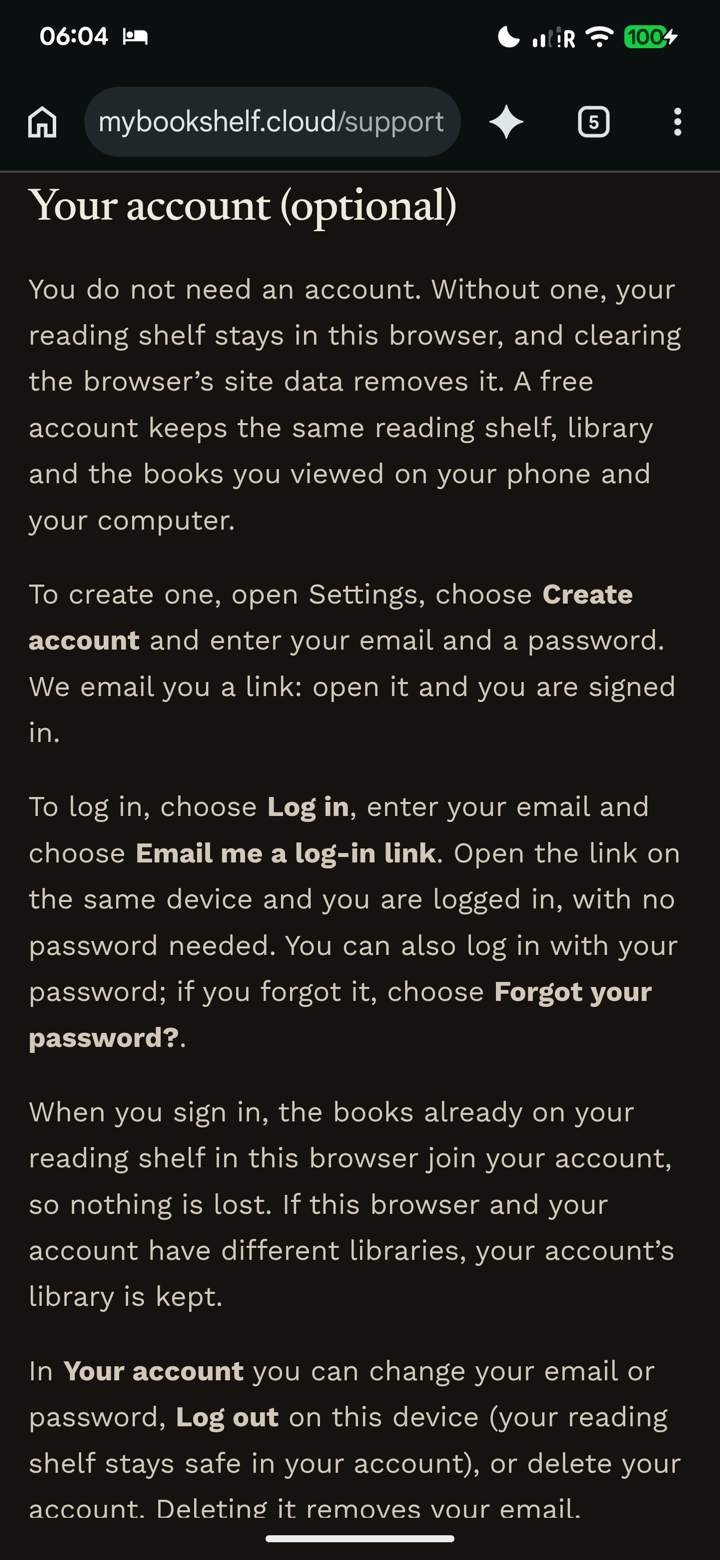 06:04
R
100
mybookshelf.cloud/support
5
Your account (optional)
You do not need an account. Without one, your
reading shelf stays in this browser, and clearing
the browser’s site data removes it. A free
account keeps the same reading shelf, library
and the books you viewed on your phone and
your computer.
To create one, open Settings, choose Create
account and enter your email and a password.
We email you a link: open it and you are signed
in.
To log in, choose Log in, enter your email and
choose Email me a log-in link. Open the link on
the same device and you are logged in, with no
password needed. You can also log in with your
password; if you forgot it, choose Forgot your
password?.
When you sign in, the books already on your
reading shelf in this browser join your account,
so nothing is lost. If this browser and your
account have different libraries, your account’s
library is kept.
In Your account you can change your email or
password, Log out on this device (your reading
shelf stays safe in your account), or delete your
account. Deleting it removes your email,